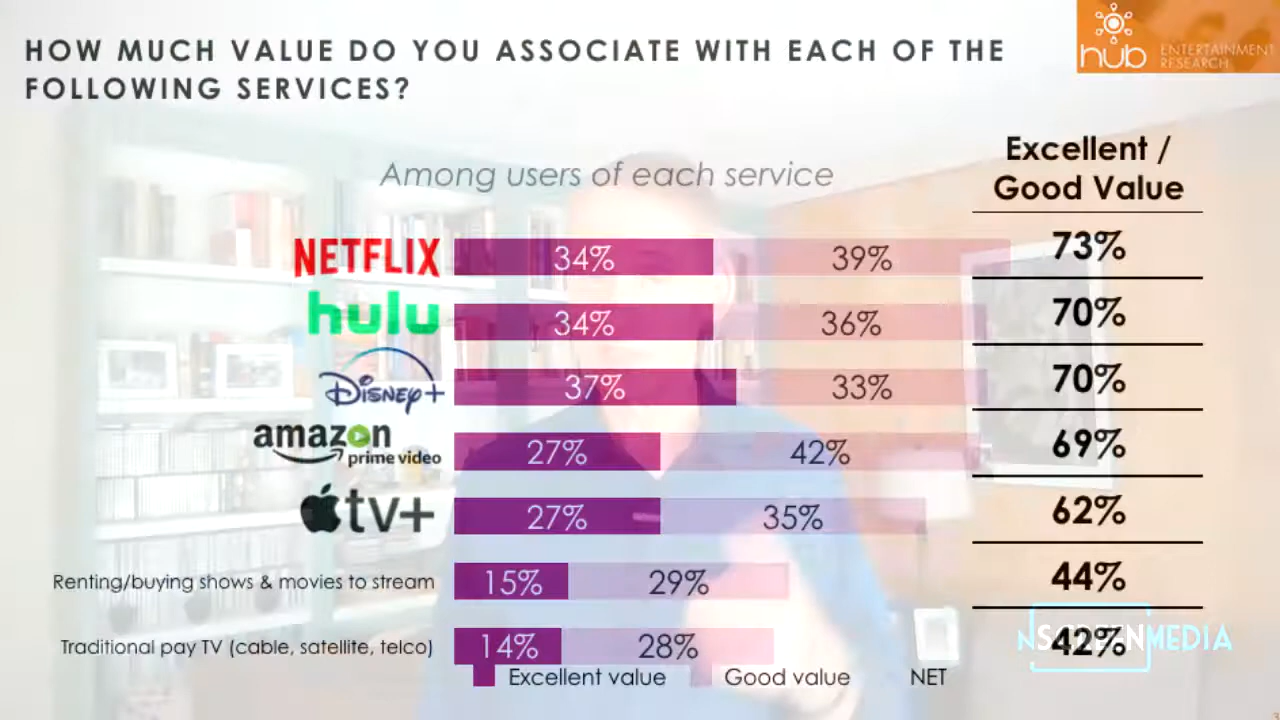 HOW MUCH VALUE DO YOU ASSOCIATE WITH EACH OF THE
FOLLOWING SERVICES?
hub ENTERTAINMENT
RESEARCH
Among users of each service
Excellent /
Good Value
NETFLIX 34% 39% 73%
hulu 34% 36% 70%
Disney+ 37% 33% 70%
amazon
prime video 27% 42% 69%
tv+ 27% 35% 62%
Renting/buying shows & movies to stream 15% 29% 44%
Traditional pay TV (cable, satellite, telco) 14% 28% 42%
nSCREENMEDIA
Excellent value Good value NET